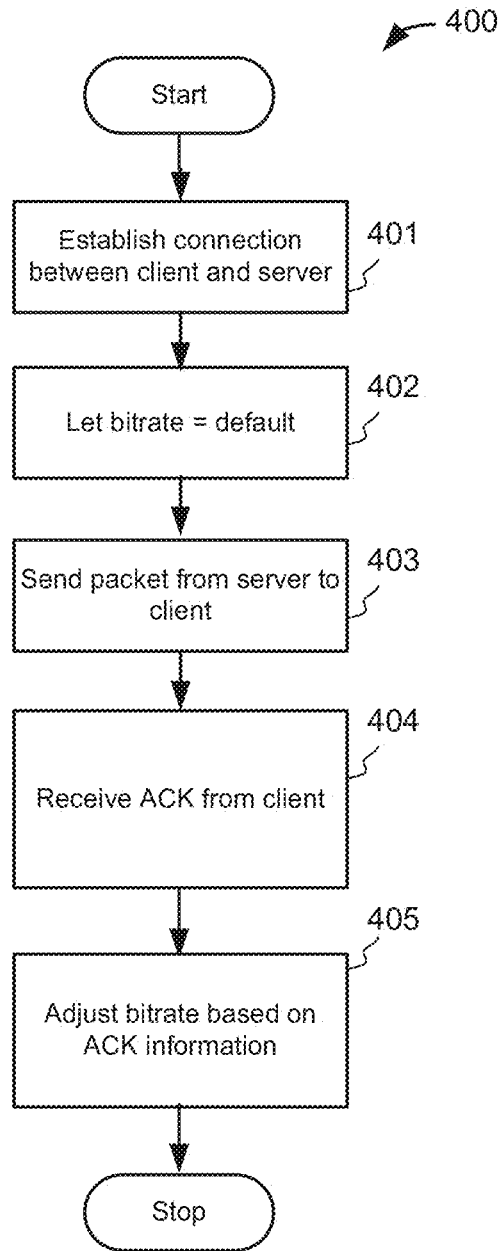 400
Start
Establish connection
between client and server
401
Let bitrate = default
402
Send packet from server to
client
403
Receive ACK from client
404
Adjust bitrate based on
ACK information
405
Stop